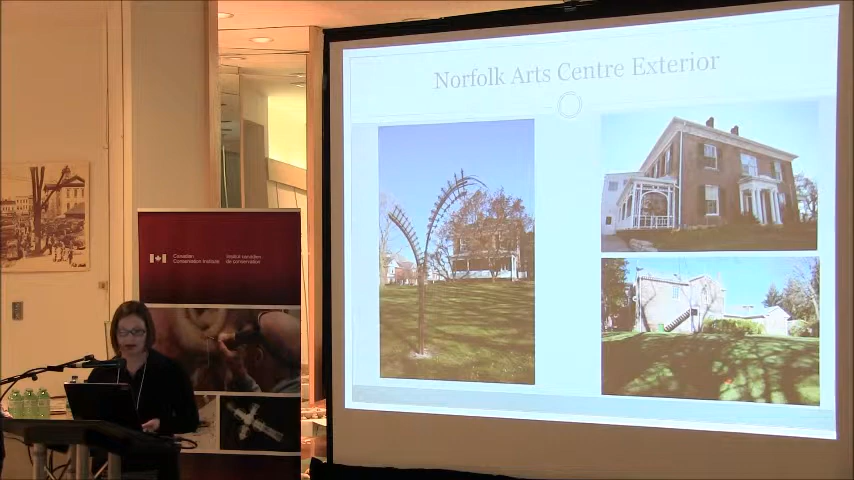 Norfolk Arts Centre Exterior
Canadian Institut canadien
Conservation Institute de conservation